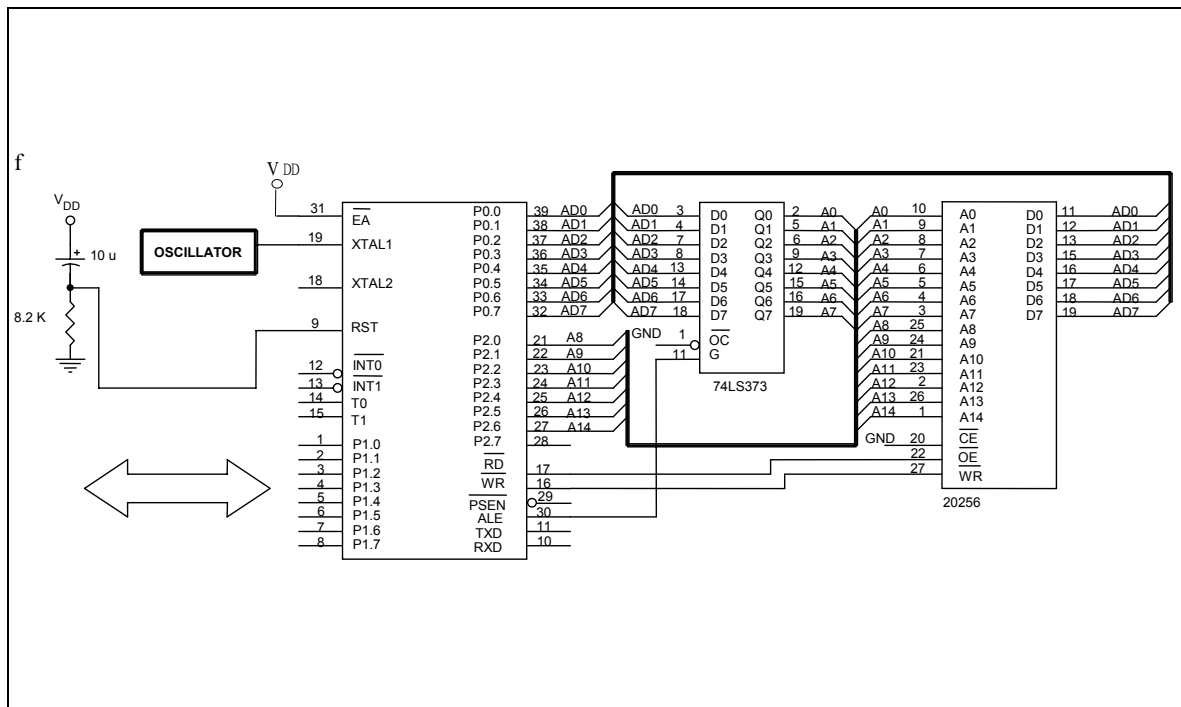 f
V DD
VDD
+
10 u
8.2 K
OSCILLATOR
31 EA
19 XTAL1
18 XTAL2
9 RST
12 INT0
13 INT1
14 T0
15 T1
1 P1.0
2 P1.1
3 P1.2
4 P1.3
5 P1.4
6 P1.5
7 P1.6
8 P1.7
P0.0 39 AD0
P0.1 38 AD1
P0.2 37 AD2
P0.3 36 AD3
P0.4 35 AD4
P0.5 34 AD5
P0.6 33 AD6
P0.7 32 AD7
P2.0 21 A8
P2.1 22 A9
P2.2 23 A10
P2.3 24 A11
P2.4 25 A12
P2.5 26 A13
P2.6 27 A14
P2.7 28
RD 17
WR 16
PSEN 29
ALE 30
TXD 11
RXD 10
AD0 3 D0 Q0 2 A0
AD1 4 D1 Q1 5 A1
AD2 7 D2 Q2 6 A2
AD3 8 D3 Q3 9 A3
AD4 13 D4 Q4 12 A4
AD5 14 D5 Q5 15 A5
AD6 17 D6 Q6 16 A6
AD7 18 D7 Q7 19 A7
GND 1 OC
11 G
74LS373
A0 10 A0
A1 9 A1
A2 8 A2
A3 7 A3
A4 6 A4
A5 5 A5
A6 4 A6
A7 3 A7
A8 25 A8
A9 24 A9
A10 21 A10
A11 23 A11
A12 2 A12
A13 26 A13
A14 1 A14
GND 20 CE
22 OE
27 WR
D0 11 AD0
D1 12 AD1
D2 13 AD2
D3 15 AD3
D4 16 AD4
D5 17 AD5
D6 18 AD6
D7 19 AD7
20256